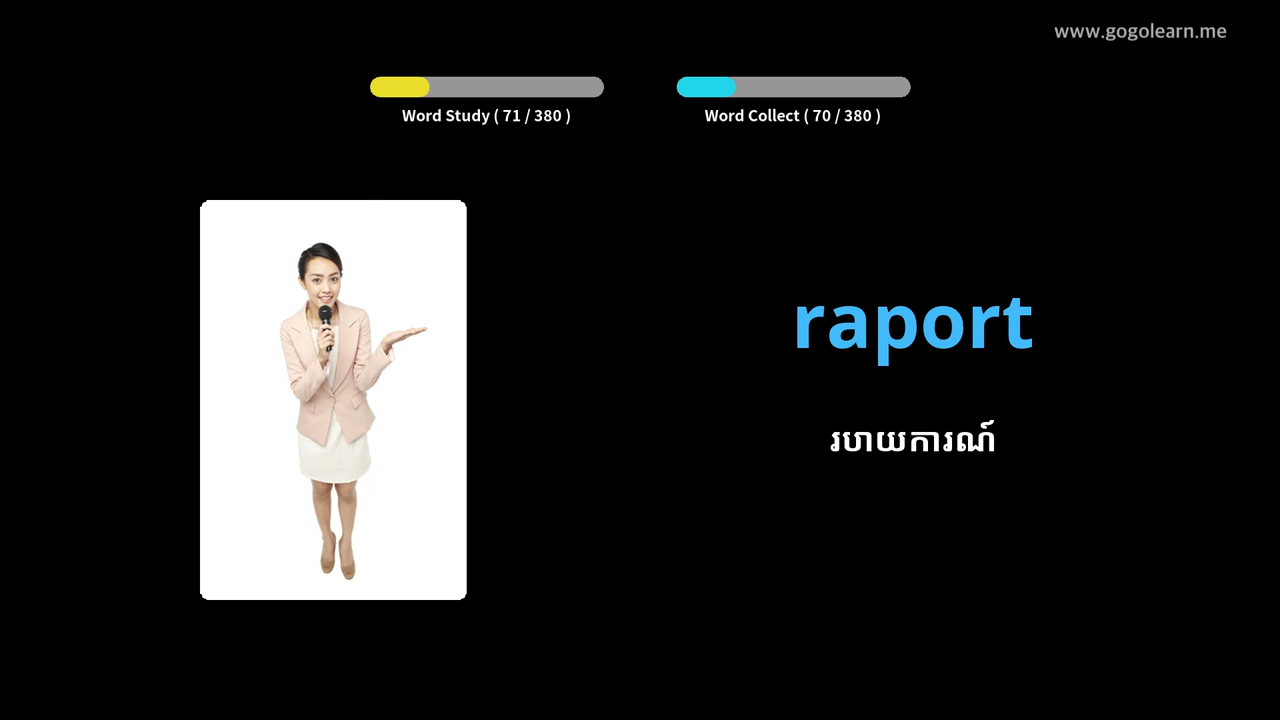 www.gogolearn.me
Word Study ( 71 / 380 )
Word Collect ( 70 / 380 )
raport
របាយការណ៍